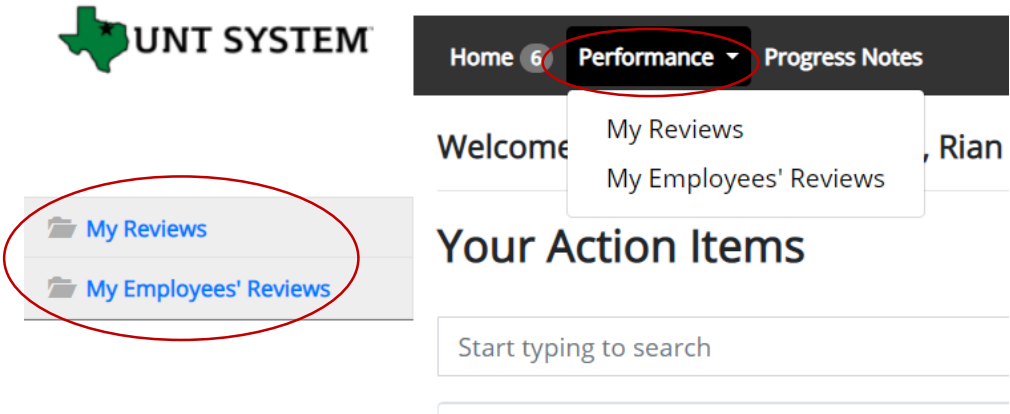 UNT SYSTEM
Home 6 Performance Progress Notes
My Reviews
My Employees' Reviews
Welcome , Rian
My Reviews
My Employees' Reviews
Your Action Items
Start typing to search